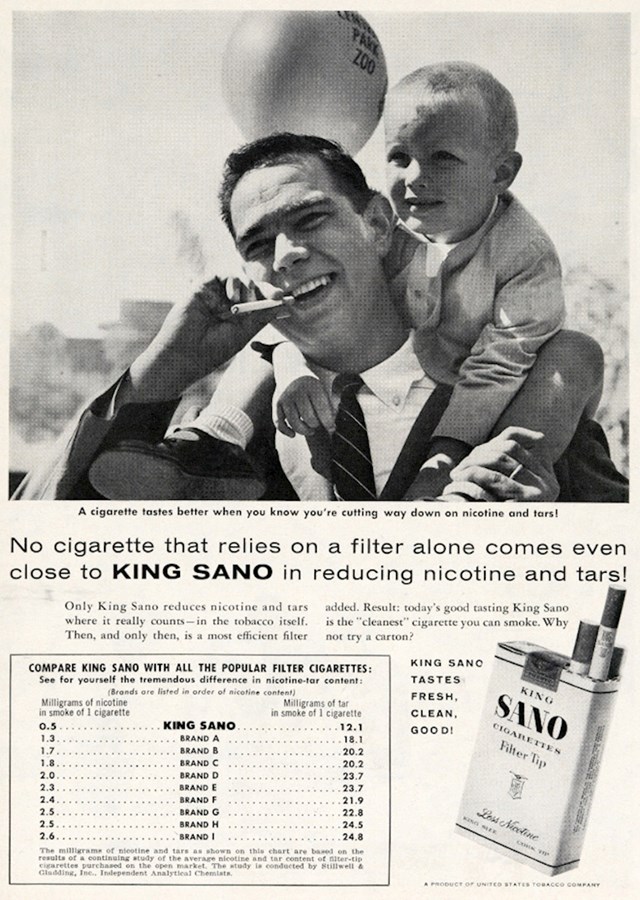 CENTRAL
PARK
ZOO
A cigarette tastes better when you know you're cutting way down on nicotine and tars!
No cigarette that relies on a filter alone comes even
close to KING SANO in reducing nicotine and tars!
Only King Sano reduces nicotine and tars
where it really counts—in the tobacco itself.
Then, and only then, is a most efficient filter
added. Result: today's good tasting King Sano
is the "cleanest" cigarette you can smoke. Why
not try a carton?
COMPARE KING SANO WITH ALL THE POPULAR FILTER CIGARETTES:
See for yourself the tremendous difference in nicotine-tar content:
(Brands are listed in order of nicotine content)
Milligrams of nicotine Milligrams of tar
in smoke of 1 cigarette in smoke of 1 cigarette
0.5 KING SANO 12.1
1.3 BRAND A 18.1
1.7 BRAND B 20.2
1.8 BRAND C 20.2
2.0 BRAND D 23.7
2.3 BRAND E 23.7
2.4 BRAND F 21.9
2.5 BRAND G 22.8
2.5 BRAND H 24.5
2.6 BRAND I 24.8
The milligrams of nicotine and tars as shown on this chart are based on the
results of a continuing study of the average nicotine and tar content of filter-tip
cigarettes purchased on the open market. The study is conducted by Stillwell &
Gladding, Inc., Independent Analytical Chemists.
KING SANO
TASTES
FRESH,
CLEAN,
GOOD!
KING
SANO
CIGARETTES
Filter Tip
Less Nicotine
KING SIZE
CORK TIP
A PRODUCT OF UNITED STATES TOBACCO COMPANY